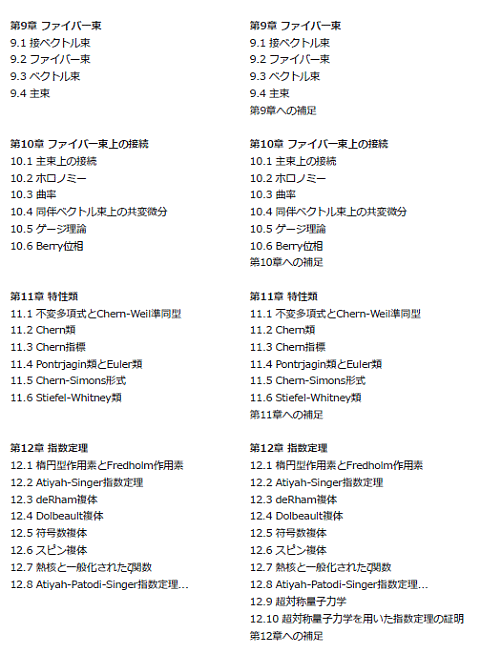 第9章 ファイバー束
9.1 接ベクトル束
9.2 ファイバー束
9.3 ベクトル束
9.4 主束
第10章 ファイバー束上の接続
10.1 主束上の接続
10.2 ホロノミー
10.3 曲率
10.4 同伴ベクトル束上の共変微分
10.5 ゲージ理論
10.6 Berry位相
第11章 特性類
11.1 不変多項式とChern-Weil準同型
11.2 Chern類
11.3 Chern指標
11.4 Pontrjagin類とEuler類
11.5 Chern-Simons形式
11.6 Stiefel-Whitney類
第12章 指数定理
12.1 楕円型作用素とFredholm作用素
12.2 Atiyah-Singer指数定理
12.3 deRham複体
12.4 Dolbeault複体
12.5 符号数複体
12.6 スピン複体
12.7 熱核と一般化されたζ関数
12.8 Atiyah-Patodi-Singer指数定理...
第9章 ファイバー束
9.1 接ベクトル束
9.2 ファイバー束
9.3 ベクトル束
9.4 主束
第9章への補足
第10章 ファイバー束上の接続
10.1 主束上の接続
10.2 ホロノミー
10.3 曲率
10.4 同伴ベクトル束上の共変微分
10.5 ゲージ理論
10.6 Berry位相
第10章への補足
第11章 特性類
11.1 不変多項式とChern-Weil準同型
11.2 Chern類
11.3 Chern指標
11.4 Pontrjagin類とEuler類
11.5 Chern-Simons形式
11.6 Stiefel-Whitney類
第11章への補足
第12章 指数定理
12.1 楕円型作用素とFredholm作用素
12.2 Atiyah-Singer指数定理
12.3 deRham複体
12.4 Dolbeault複体
12.5 符号数複体
12.6 スピン複体
12.7 熱核と一般化されたζ関数
12.8 Atiyah-Patodi-Singer指数定理...
12.9 超対称量子力学
12.10 超対称量子力学を用いた指数定理の証明
第12章への補足